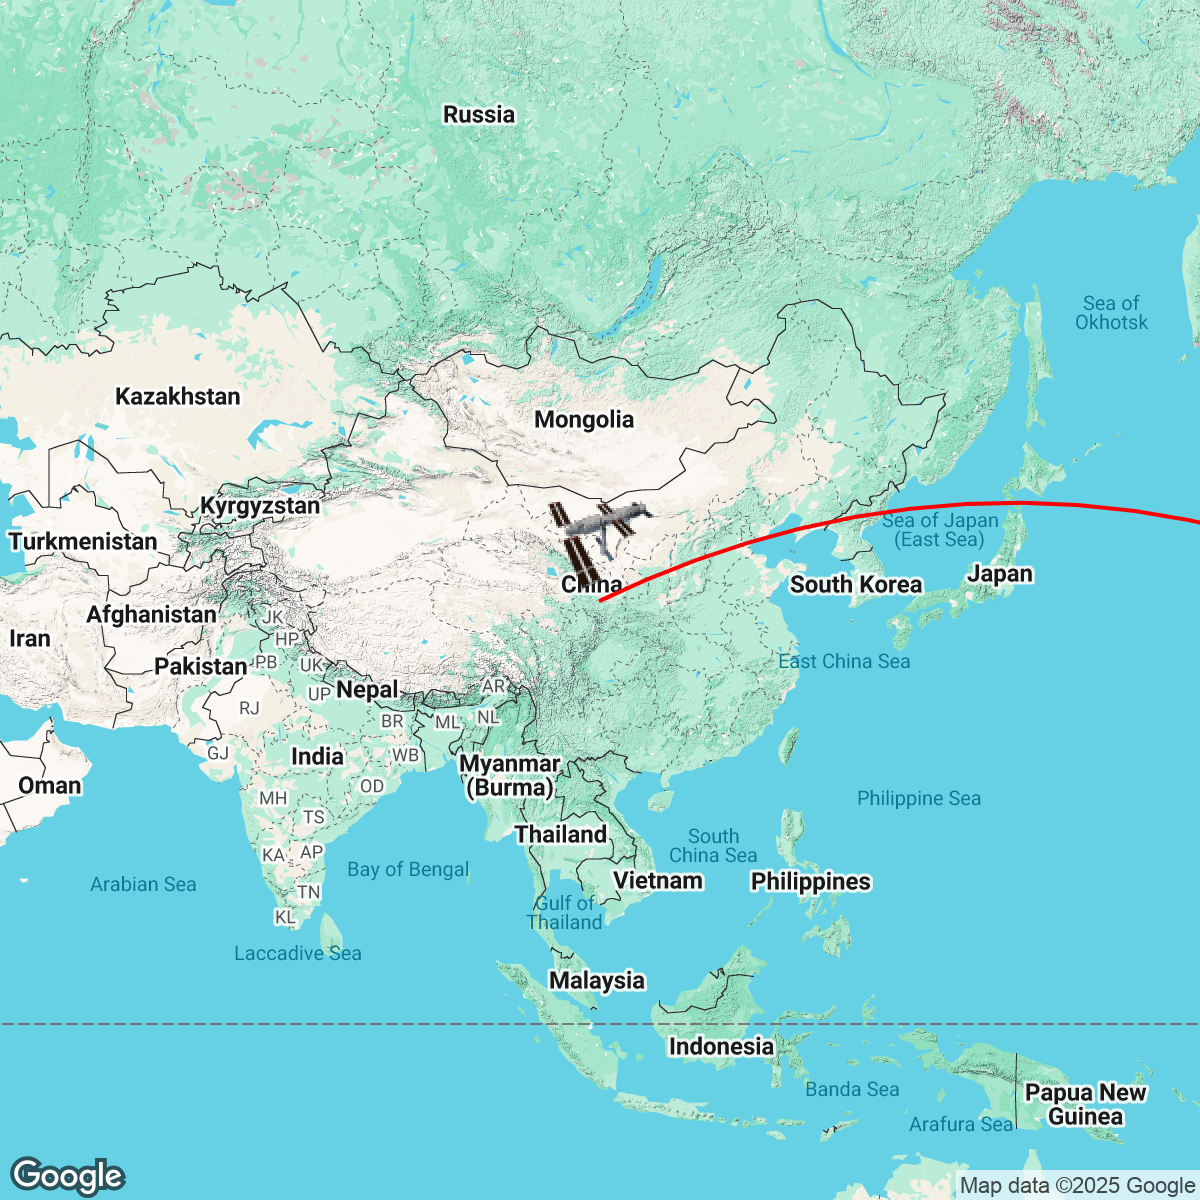 Russia
Sea of
Okhotsk
Kazakhstan
Mongolia
Kyrgyzstan
Sea of Japan
(East Sea)
Turkmenistan
Japan
China
South Korea
Afghanistan
JK
Iran
HP
Pakistan
PB
UK
East China Sea
Nepal
UP
AR
RJ
BR
ML
NL
GJ
India
WB
Myanmar
(Burma)
Oman
OD
MH
Philippine Sea
TS
Thailand
South
China Sea
KA
AP
Bay of Bengal
Arabian Sea
TN
Vietnam
Philippines
KL
Gulf of
Thailand
Laccadive Sea
Malaysia
Indonesia
Banda Sea
Papua New
Guinea
Arafura Sea
Google
Map data ©2025 Google